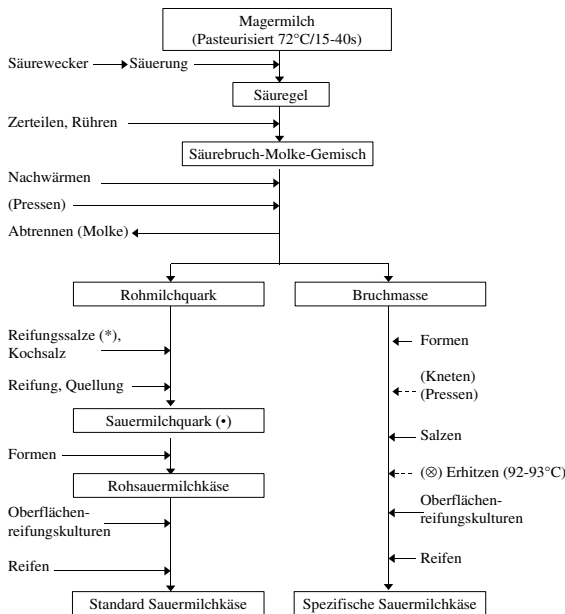 Magermilch
(Pasteurisiert 72°C/15-40s)
Säurewecker
Säuerung
Säuregel
Zerteilen, Rühren
Säurebruch-Molke-Gemisch
Nachwärmen
(Pressen)
Abtrennen (Molke)
Rohmilchquark
Reifungssalze (*),
Kochsalz
Reifung, Quellung
Sauermilchquark (•)
Formen
Rohsauermilchkäse
Oberflächen-
reifungskulturen
Reifen
Standard Sauermilchkäse
Bruchmasse
Formen
(Kneten)
(Pressen)
Salzen
(⊗) Erhitzen (92-93°C)
Oberflächen-
reifungskulturen
Reifen
Spezifische Sauermilchkäse